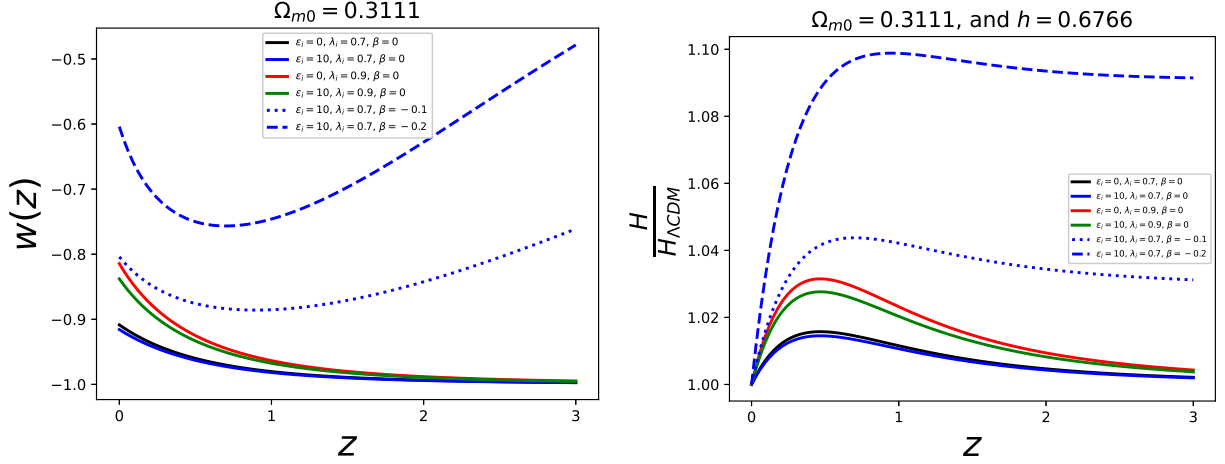 Ω_{m0} = 0.3111
w(z)
−0.5
−0.6
−0.7
−0.8
−0.9
−1.0
ε_i = 0, λ_i = 0.7, β = 0
ε_i = 10, λ_i = 0.7, β = 0
ε_i = 0, λ_i = 0.9, β = 0
ε_i = 10, λ_i = 0.9, β = 0
ε_i = 10, λ_i = 0.7, β = −0.1
ε_i = 10, λ_i = 0.7, β = −0.2
0 1 2 3
z
Ω_{m0} = 0.3111, and h = 0.6766
H
H_{ΛCDM}
1.10
1.08
1.06
1.04
1.02
1.00
ε_i = 0, λ_i = 0.7, β = 0
ε_i = 10, λ_i = 0.7, β = 0
ε_i = 0, λ_i = 0.9, β = 0
ε_i = 10, λ_i = 0.9, β = 0
ε_i = 10, λ_i = 0.7, β = −0.1
ε_i = 10, λ_i = 0.7, β = −0.2
0 1 2 3
z